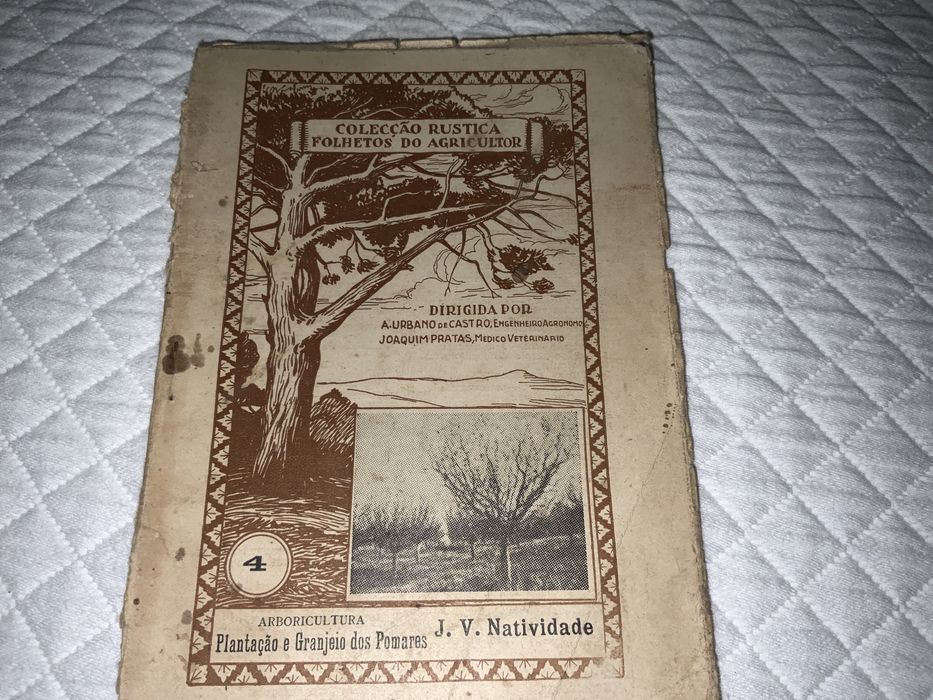 COLECÇÃO RUSTICA
FOLHETOS DO AGRICULTOR
DIRIGIDA POR
A. URBANO DE CASTRO, ENGENHEIRO AGRONOMO
JOAQUIM PRATAS, MEDICO VETERINARIO
4
ARBORICULTURA
Plantação e Granjeio dos Pomares
J. V. Natividade